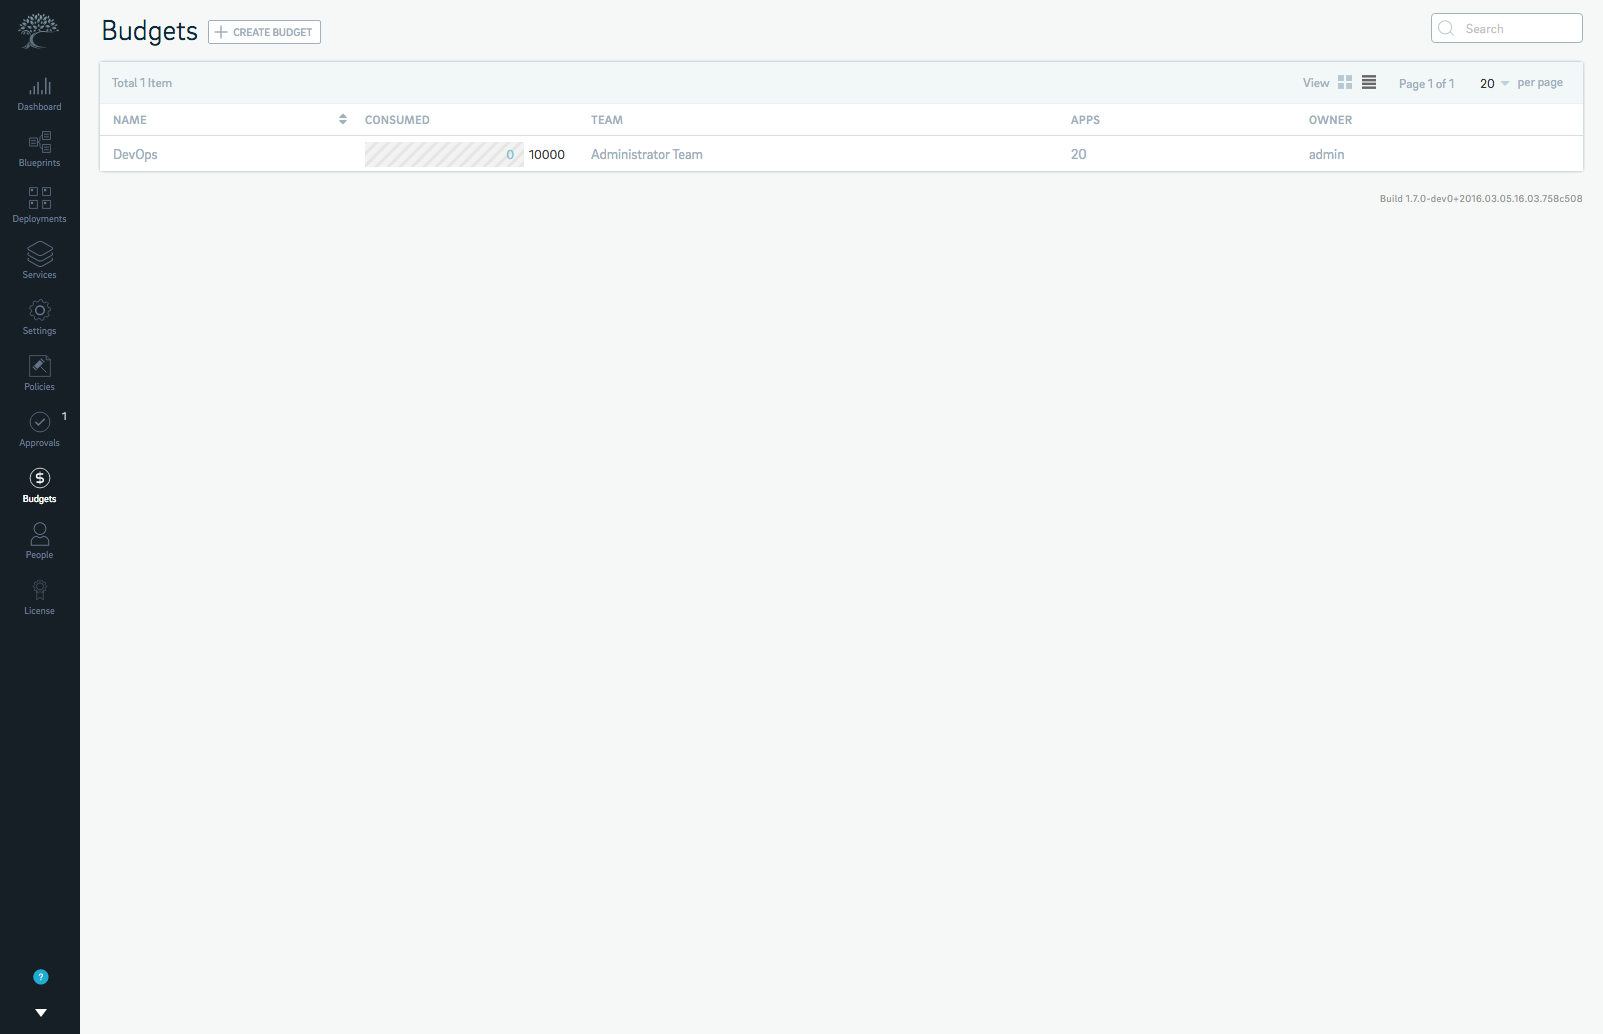 Budgets
CREATE BUDGET
Search
Total 1 Item
View
Page 1 of 1
20
per page
NAME
CONSUMED
TEAM
APPS
OWNER
DevOps
0
10000
Administrator Team
20
admin
Build 1.7.0-dev0+2016.03.05.16.03.758c508
Dashboard
Blueprints
Deployments
Services
Settings
Policies
1
Approvals
$
Budgets
People
License
?